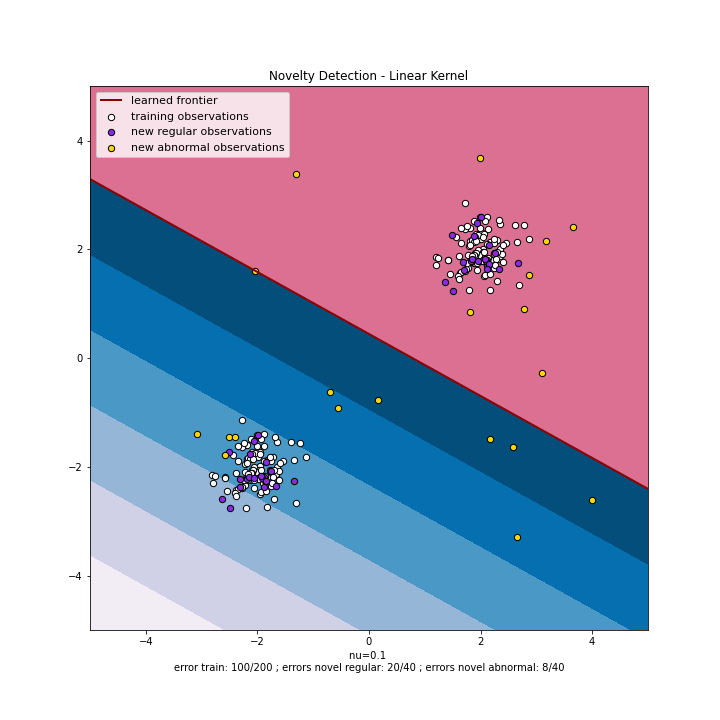 Novelty Detection - Linear Kernel
learned frontier
training observations
new regular observations
new abnormal observations
4
2
0
−2
−4
−4 −2 0 2 4
nu=0.1
error train: 100/200 ; errors novel regular: 20/40 ; errors novel abnormal: 8/40